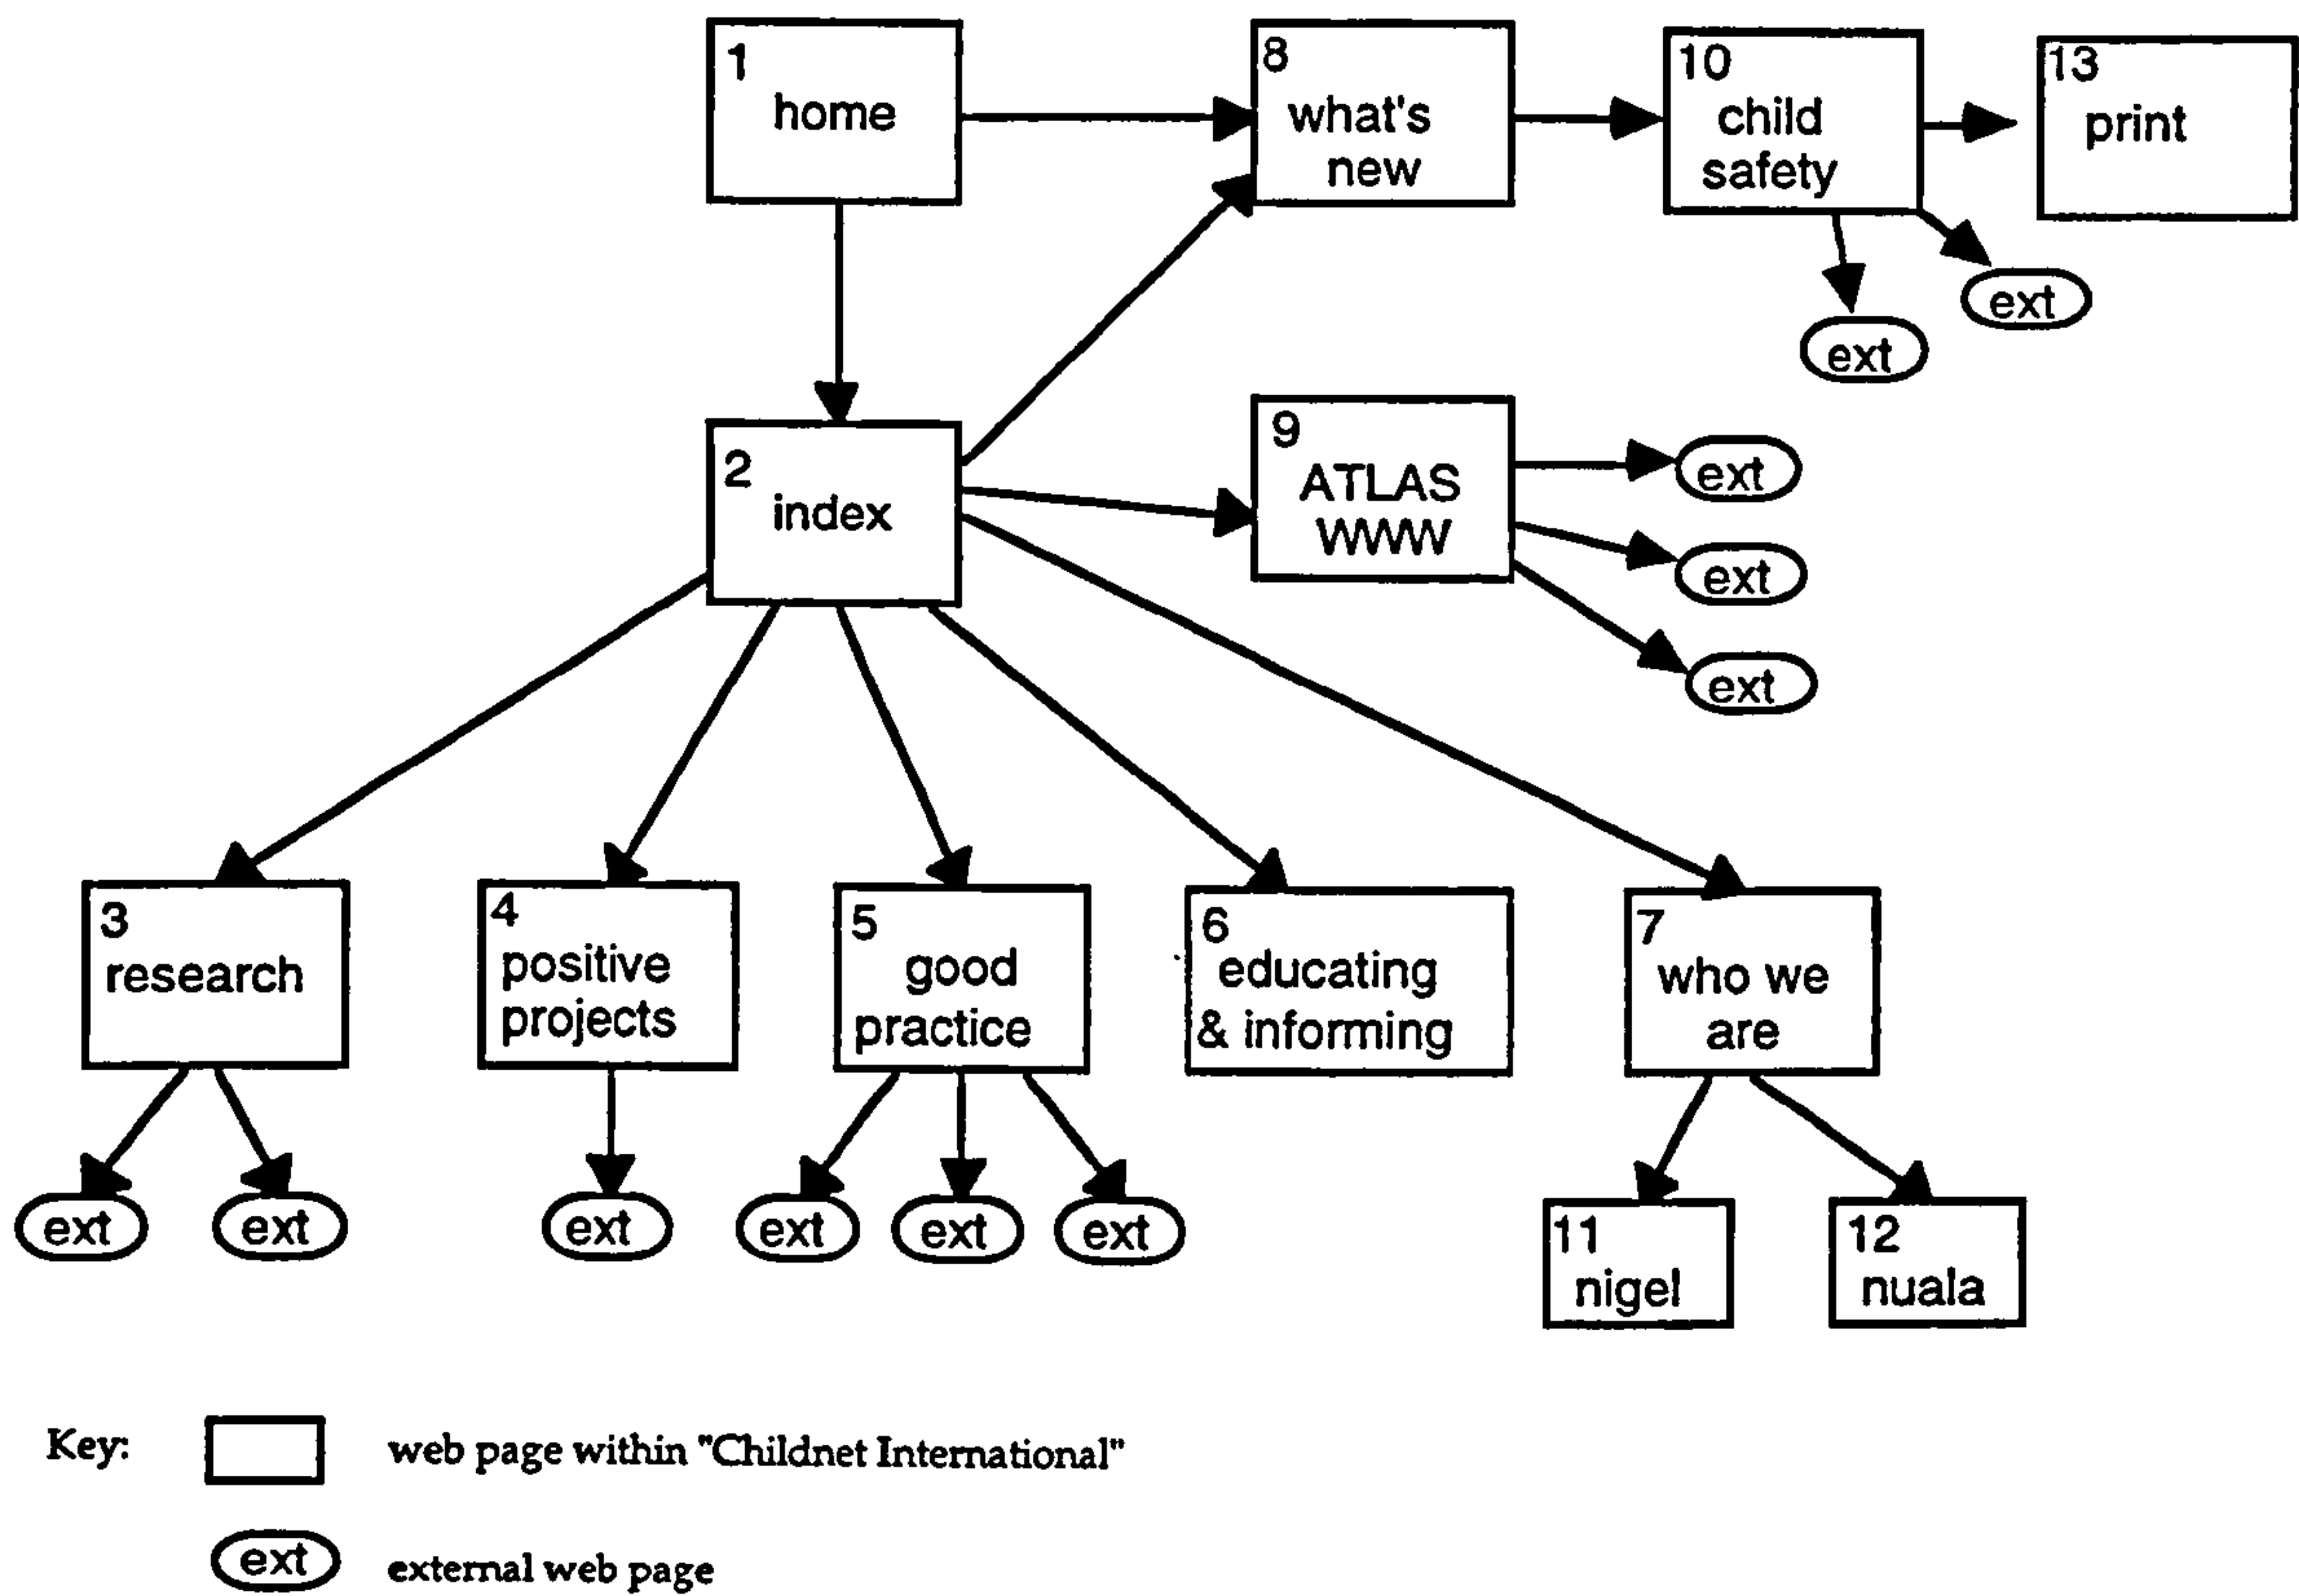 1
home
8
what's
new
10
child
safety
13
print
ext
ext
2
index
9
ATLAS
WWW
ext
ext
ext
3
research
4
positive
projects
5
good
practice
6
educating
& informing
7
who we
are
ext
ext
ext
ext
ext
ext
11
nigel
12
nuala
Key:
web page within "Childnet International"
ext
external web page